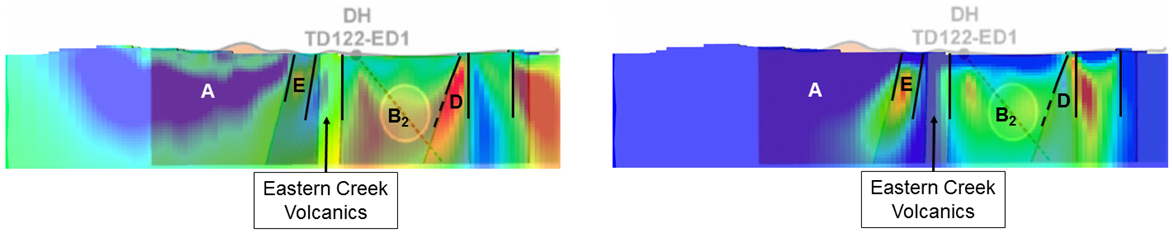 DH
TD122-ED1
A
E
B2
D
Eastern Creek
Volcanics
DH
TD122-ED1
A
E
B2
D
Eastern Creek
Volcanics